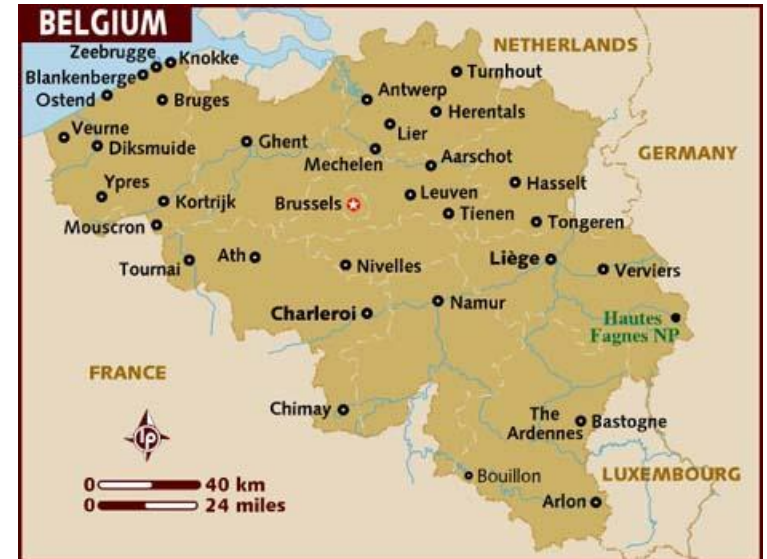 BELGIUM
NETHERLANDS
Zeebrugge
Knokke
Blankenberge
Turnhout
Ostend
Bruges
Antwerp
Herentals
Veurne
Lier
Diksmuide
Ghent
GERMANY
Mechelen
Aarschot
Ypres
Hasselt
Kortrijk
Brussels
Leuven
Tienen
Mouscron
Tongeren
Tournai
Ath
Nivelles
Liège
Verviers
Charleroi
Namur
Hautes
Fagnes NP
FRANCE
Chimay
The
Ardennes
Bastogne
LP
Bouillon
LUXEMBOURG
0 40 km
0 24 miles
Arlon